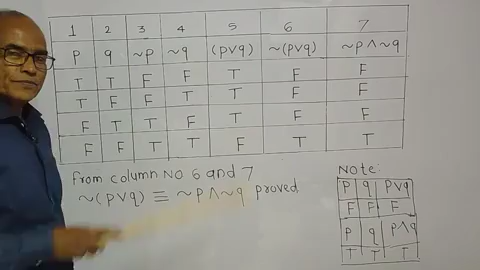 1 2 3 4 5 6 7
P q ~p ~q (p∨q) ~(p∨q) ~p∧~q
T T F F T F F
T F F T T F F
F T T F T F F
F F T T F T T
from column NO 6 and 7
~(p∨q) ≡ ~p∧~q proved
Note:
P q p∨q
F F F
P q p∧q
T T T